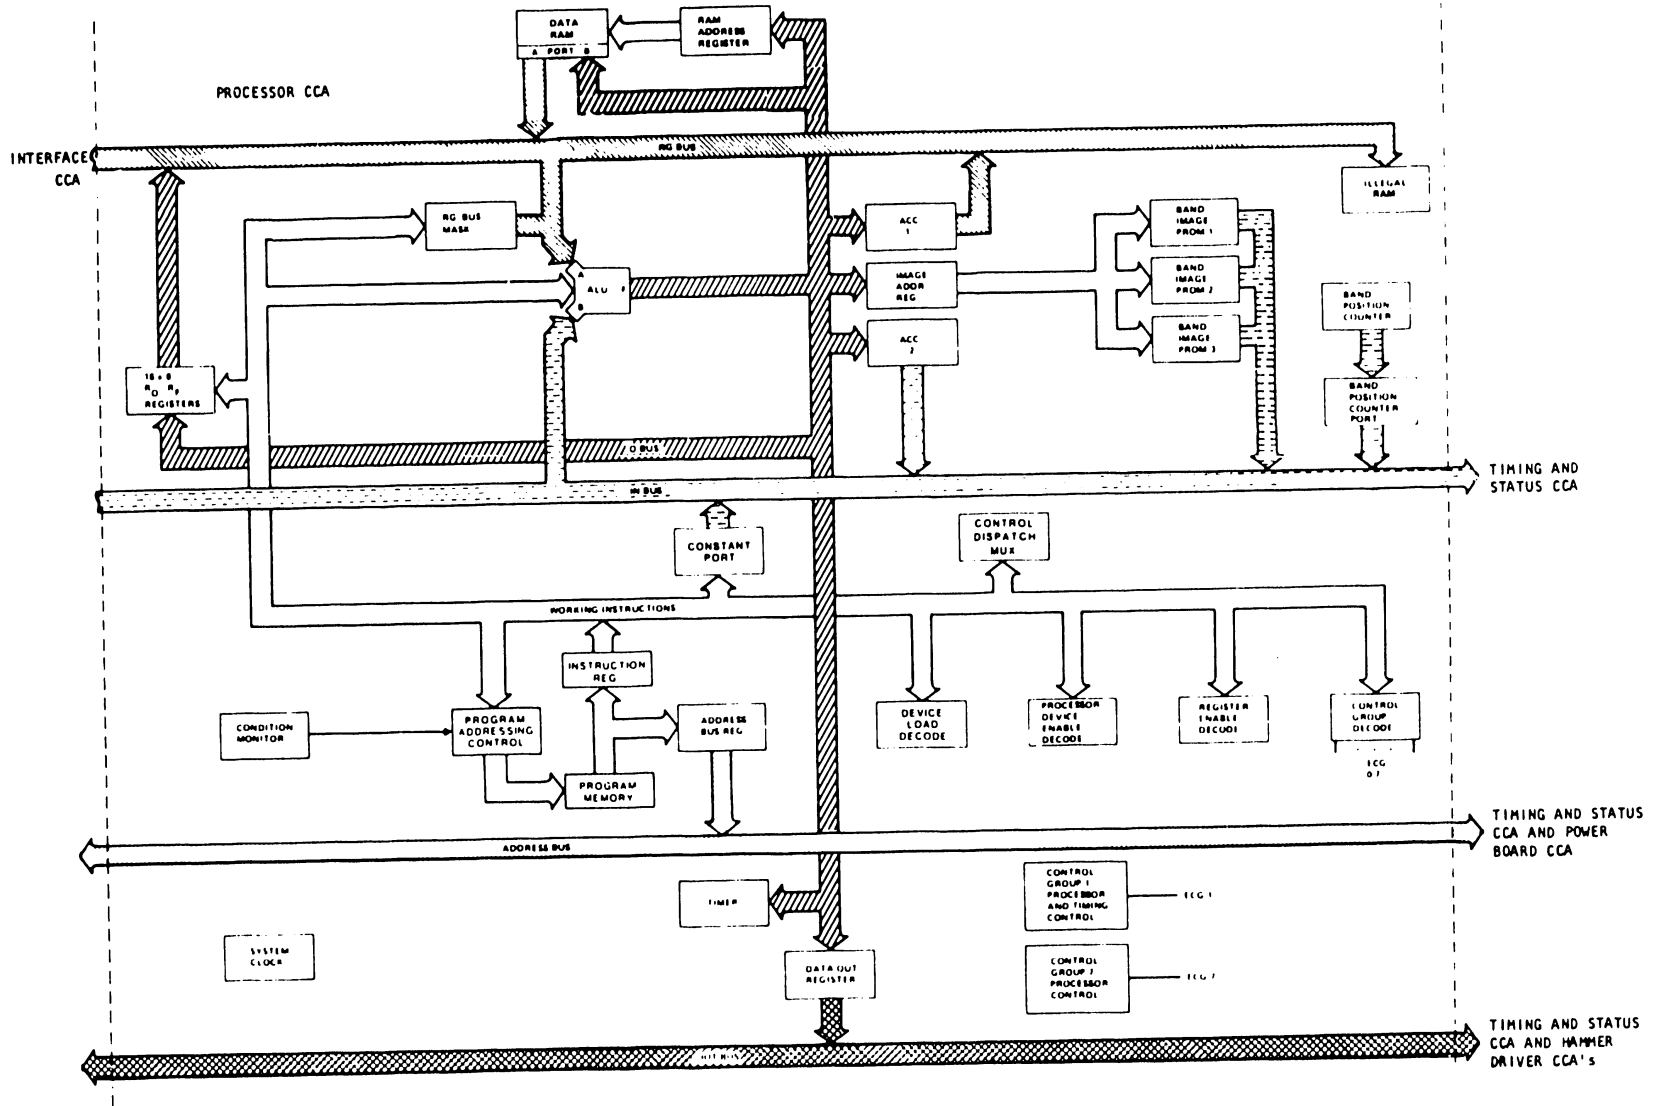 DATA
RAM
A PORT B
RAM
ADDRESS
REGISTER
PROCESSOR CCA
INTERFACE
CCA
RG BUS
ILLEGAL
RAM
RG BUS
MASK
ACC
1
BAND
IMAGE
PROM 1
A
ALU F
B
IMAGE
ADDR
REG
BAND
IMAGE
PROM 2
BAND
POSITION
COUNTER
ACC
2
BAND
IMAGE
PROM 3
REGISTERS
BAND
POSITION
COUNTER
PORT
D BUS
IN BUS
TIMING AND
STATUS CCA
CONSTANT
PORT
CONTROL
DISPATCH
MUX
WORKING INSTRUCTIONS
INSTRUCTION
REG
CONDITION
MONITOR
PROGRAM
ADDRESSING
CONTROL
ADDRESS
BUS REG
DEVICE
LOAD
DECODE
PROCESSOR
DEVICE
ENABLE
DECODE
REGISTER
ENABLE
DECODE
CONTROL
GROUP
DECODE
PROGRAM
MEMORY
ADDRESS BUS
TIMING AND STATUS
CCA AND POWER
BOARD CCA
TIMER
CONTROL
GROUP 1
PROCESSOR
AND TIMING
CONTROL
ECG 1
SYSTEM
CLOCK
DATA OUT
REGISTER
CONTROL
GROUP
PROCESSOR
CONTROL
TIMING AND STATUS
CCA AND HAMMER
DRIVER CCA's